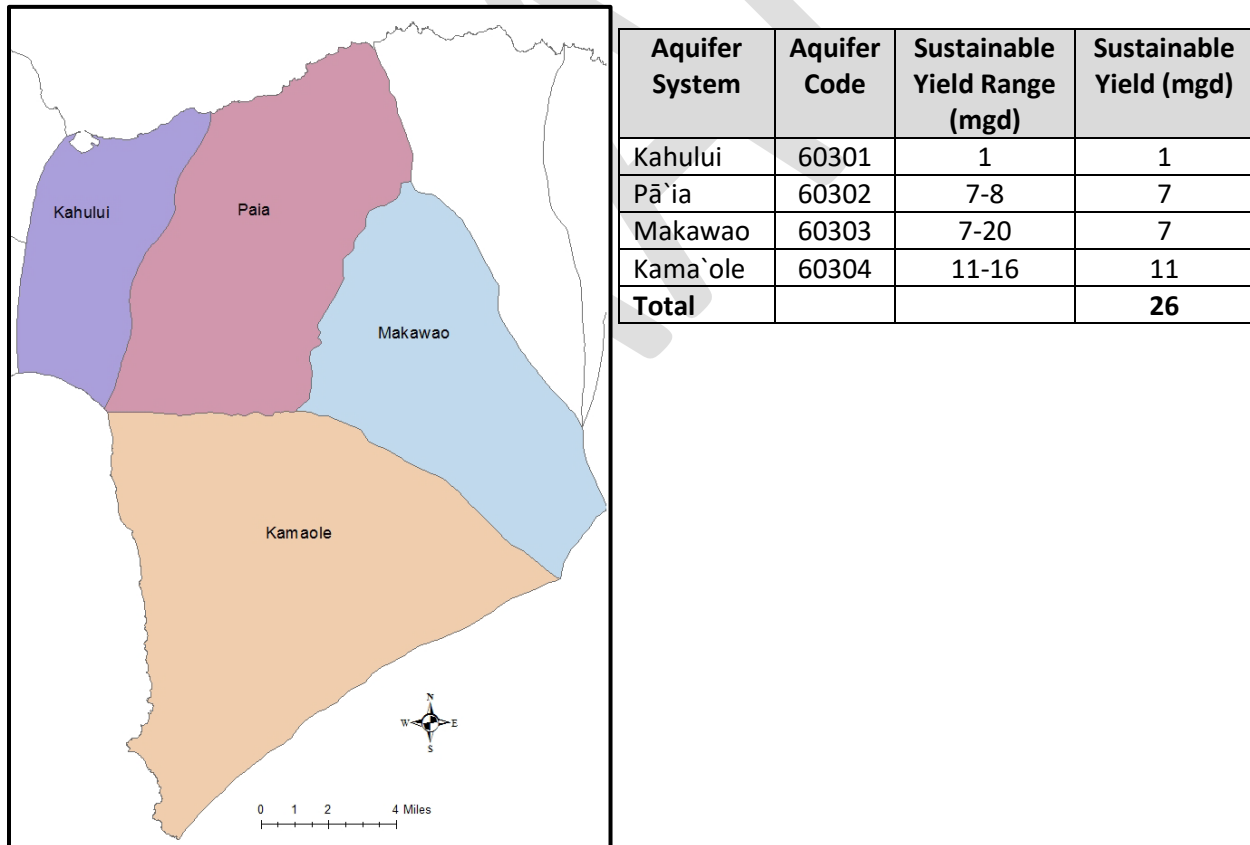 Kahului
Paia
Makawao
Kamaole
N
W E
S
0 1 2 4 Miles
Aquifer System Aquifer Code Sustainable Yield Range (mgd) Sustainable Yield (mgd)
Kahului 60301 1 1
Pā`ia 60302 7-8 7
Makawao 60303 7-20 7
Kama`ole 60304 11-16 11
Total 26